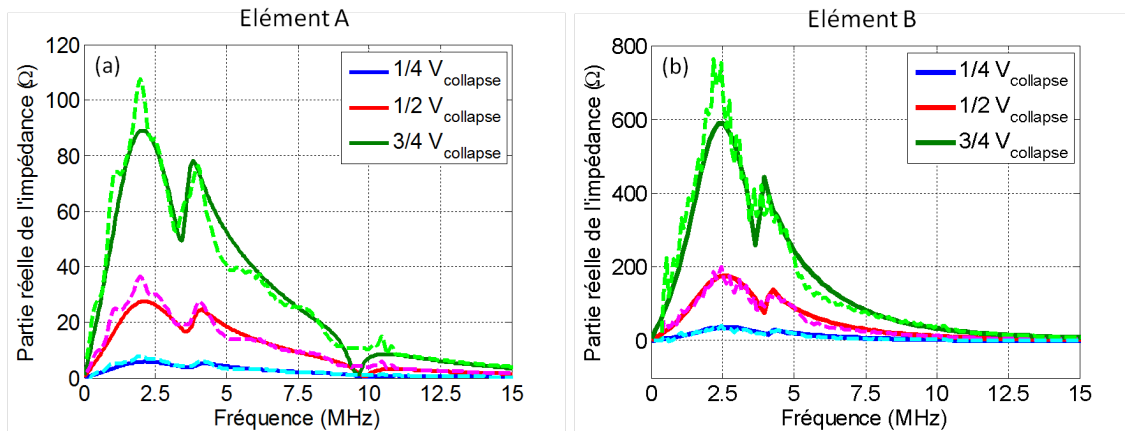 Elément A
(a)
1/4 Vcollapse
1/2 Vcollapse
3/4 Vcollapse
Partie réelle de l'impédance (Ω)
120
100
80
60
40
20
0
0 2.5 5 7.5 10 12.5 15
Fréquence (MHz)
Elément B
(b)
1/4 Vcollapse
1/2 Vcollapse
3/4 Vcollapse
Partie réelle de l'impédance (Ω)
800
600
400
200
0
0 2.5 5 7.5 10 12.5 15
Fréquence (MHz)